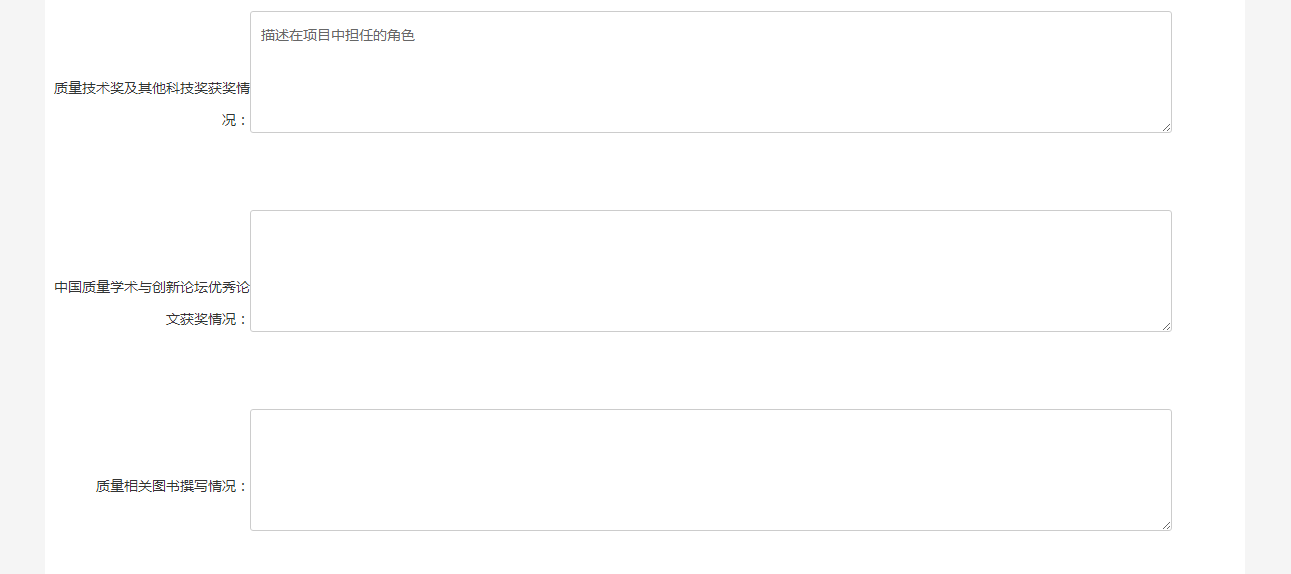 描述在项目中担任的角色
质量技术奖及其他科技奖获奖情
况：
中国质量学术与创新论坛优秀论
文获奖情况：
质量相关图书撰写情况：